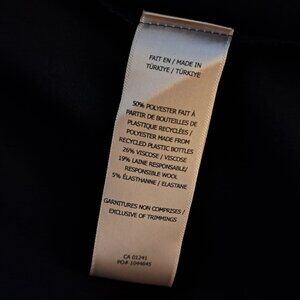 FAIT EN / MADE IN
TÜRKIYE / TÜRKIYE
50% POLYESTER FAIT À
PARTIR DE BOUTEILLES DE
PLASTIQUE RECYCLÉES /
POLYESTER MADE FROM
RECYCLED PLASTIC BOTTLES
26% VISCOSE / VISCOSE
19% LAINE RESPONSABLE/
RESPONSIBLE WOOL
5% ÉLASTHANNE / ELASTANE
GARNITURES NON COMPRISES /
EXCLUSIVE OF TRIMMINGS
CA 01241
PO# 1044645